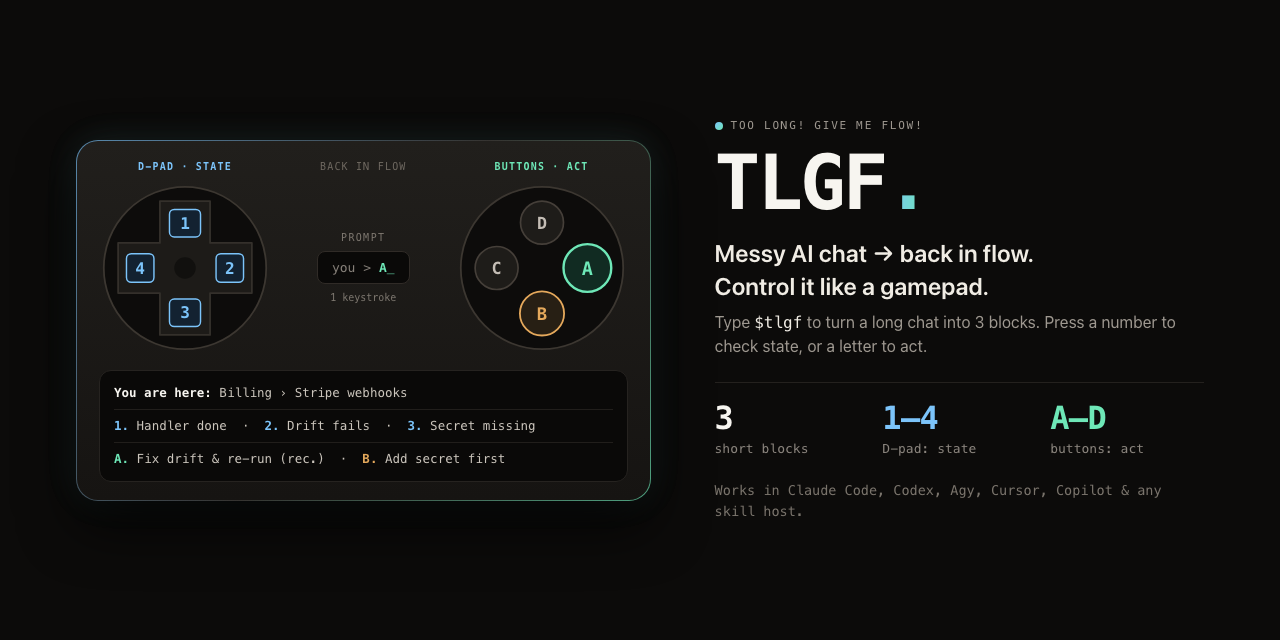 D–PAD · STATE
BACK IN FLOW
BUTTONS · ACT
1
4
2
3
PROMPT
you > A_
1 keystroke
D
C
A
B
You are here: Billing › Stripe webhooks
1. Handler done · 2. Drift fails · 3. Secret missing
A. Fix drift & re–run (rec.) · B. Add secret first
TOO LONG! GIVE ME FLOW!
TLGF.
Messy AI chat → back in flow.
Control it like a gamepad.
Type $tlgf to turn a long chat into 3 blocks. Press a number to
check state, or a letter to act.
3
short blocks
1–4
D–pad: state
A–D
buttons: act
Works in Claude Code, Codex, Agy, Cursor, Copilot & any
skill host.